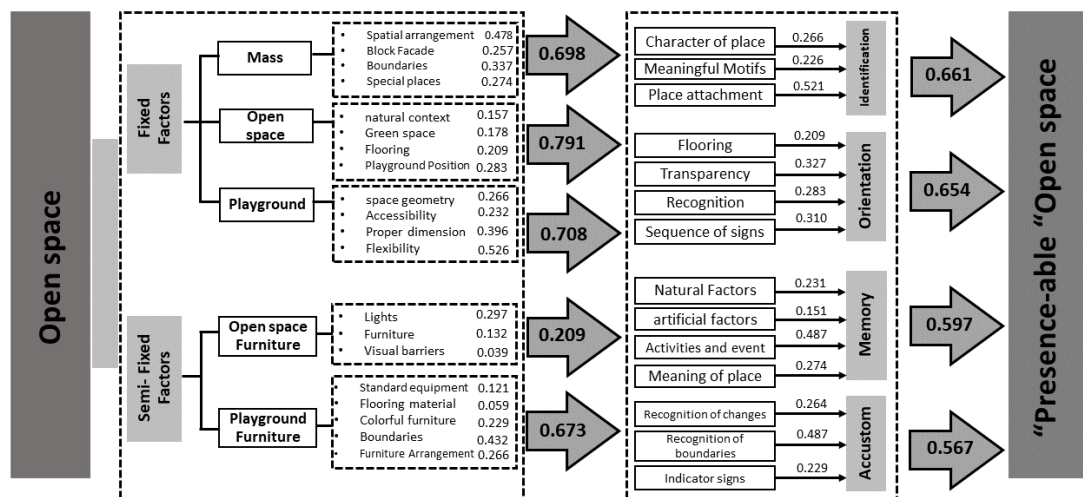 Open space
Fixed
Factors
Mass
• Spatial arrangement 0.478
• Block Facade 0.257
• Boundaries 0.337
• Special places 0.274
0.698
Open
space
• natural context 0.157
• Green space 0.178
• Flooring 0.209
• Playground Position 0.283
0.791
Playground
• space geometry 0.266
• Accessibility 0.232
• Proper dimension 0.396
• Flexibility 0.526
0.708
Semi- Fixed
Factors
Open space
Furniture
• Lights 0.297
• Furniture 0.132
• Visual barriers 0.039
0.209
Playground
Furniture
• Standard equipment 0.121
• Flooring material 0.059
• Colorful furniture 0.229
• Boundaries 0.432
• Furniture Arrangement 0.266
0.673
Character of place 0.266
Meaningful Motifs 0.226
Place attachment 0.521
Identification
0.661
Flooring 0.209
Transparency 0.327
Recognition 0.283
Sequence of signs 0.310
Orientation
0.654
Natural Factors 0.231
artificial factors 0.151
Activities and event 0.487
Meaning of place 0.274
Memory
0.597
Recognition of changes 0.264
Recognition of
boundaries 0.487
Indicator signs 0.229
Accustom
0.567
“Presence-able “Open space